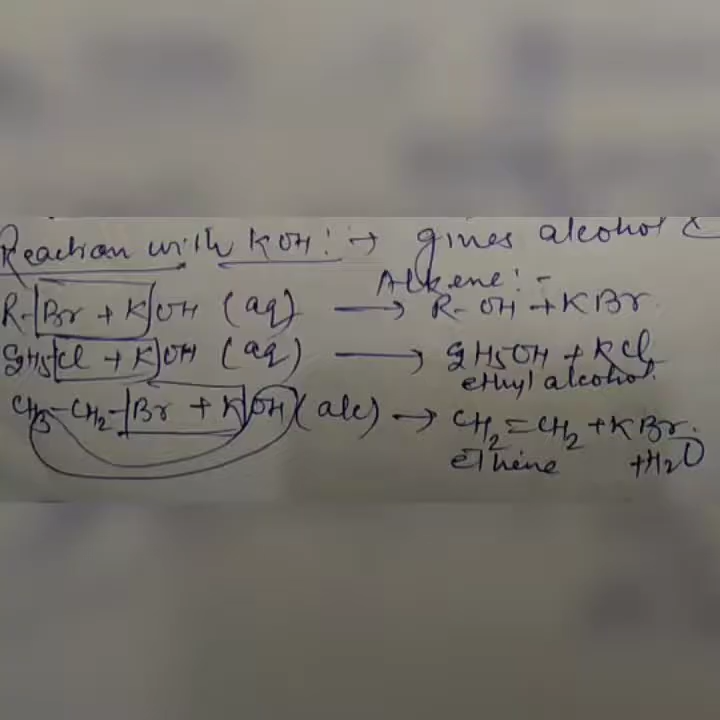 Reaction with KOH:→ gives alcohol &
Alkene:-
R-Br + KOH (aq) → R-OH + KBr.
C2H5Cl + KOH (aq) → C2H5OH + KCl
ethyl alcohol.
CH3-CH2-Br + KOH (alc) → CH2=CH2 + KBr.
ethene +H2O